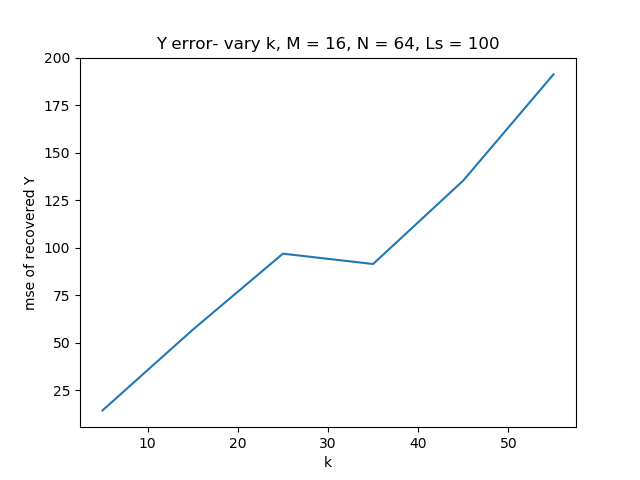 Y error- vary k, M = 16, N = 64, Ls = 100
200
175
150
125
100
75
50
25
mse of recovered Y
10 20 30 40 50
k